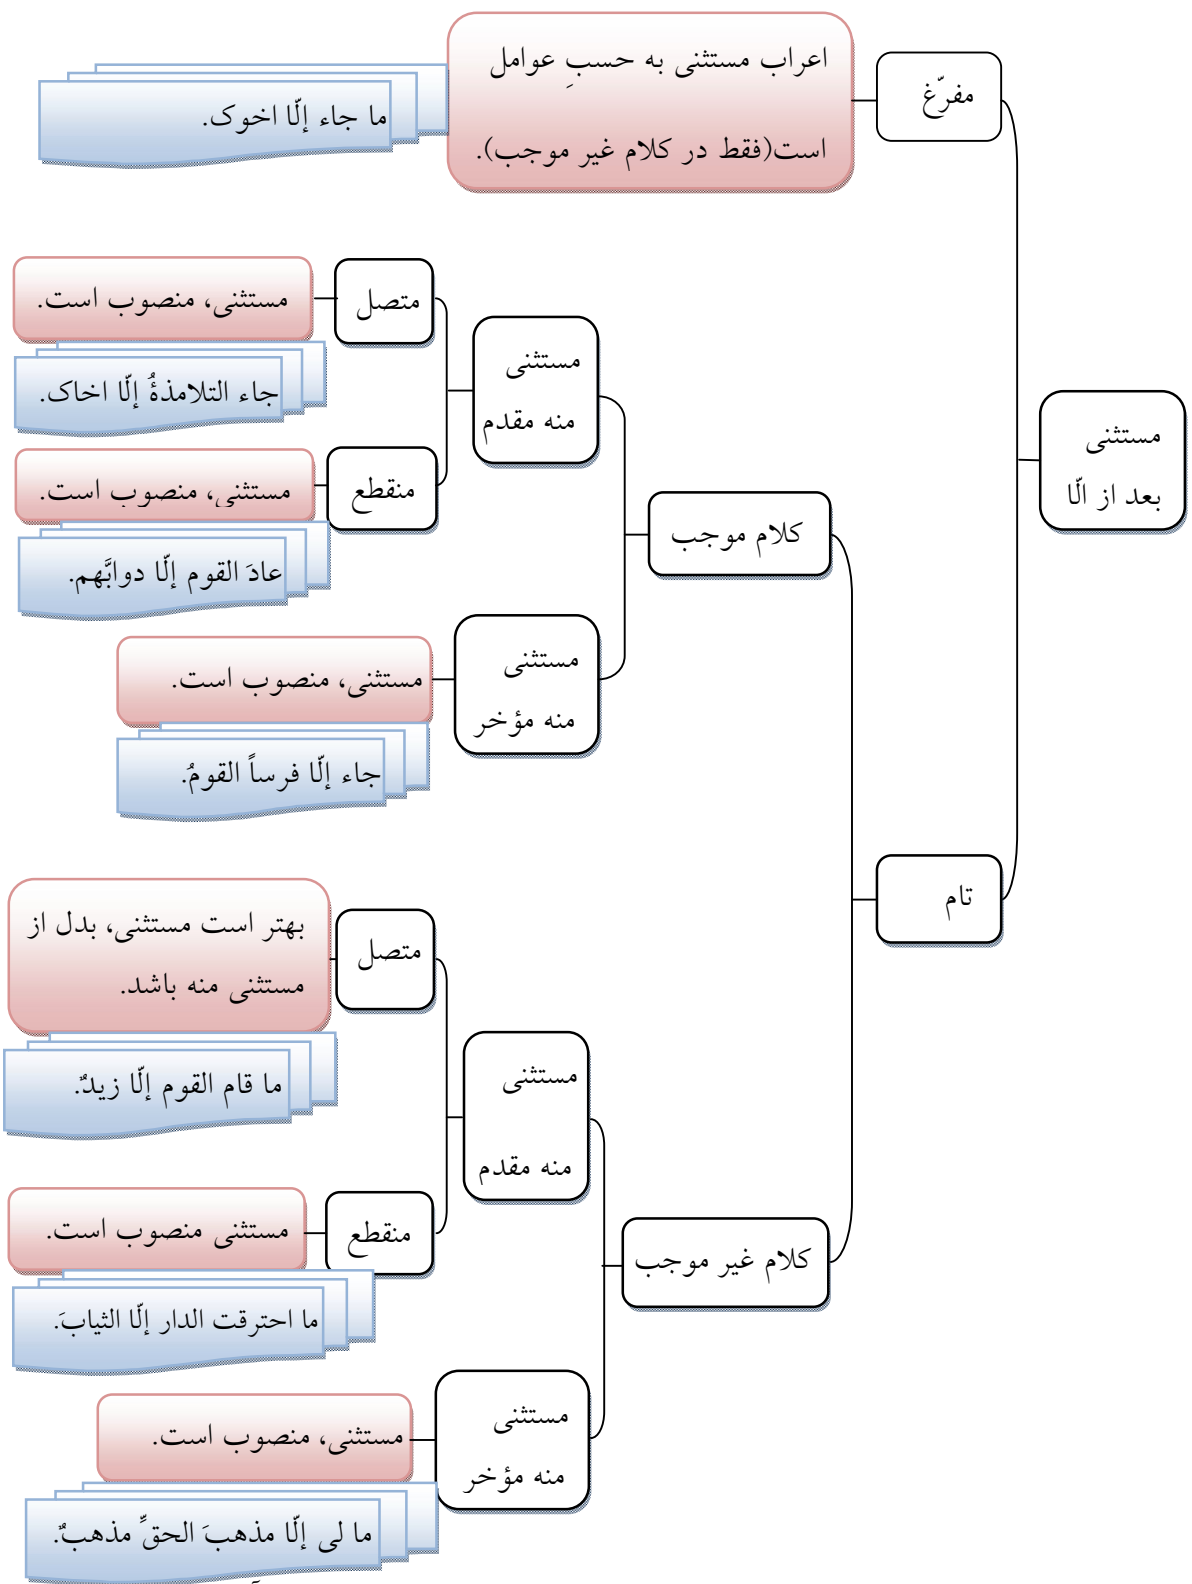 مفرّغ
اعراب مستثنی به حسبِ عوامل
است(فقط در کلام غیر موجب).
ما جاء إلّا اخوک.
مستثنی
بعد از الّا
کلام موجب
مستثنی
منه مقدم
متصل
مستثنی، منصوب است.
جاء التلامذةُ إلّا اخاک.
منقطع
مستثنی، منصوب است.
عادَ القوم إلّا دوابَّهم.
مستثنی
منه مؤخر
مستثنی، منصوب است.
جاء إلّا فرساً القومُ.
تام
کلام غیر موجب
مستثنی
منه مقدم
متصل
بهتر است مستثنی، بدل از
مستثنی منه باشد.
ما قام القوم إلّا زیدٌ.
منقطع
مستثنی منصوب است.
ما احترقت الدار إلّا الثیابَ.
مستثنی
منه مؤخر
مستثنی، منصوب است.
ما لی إلّا مذهبَ الحقِّ مذهبٌ.